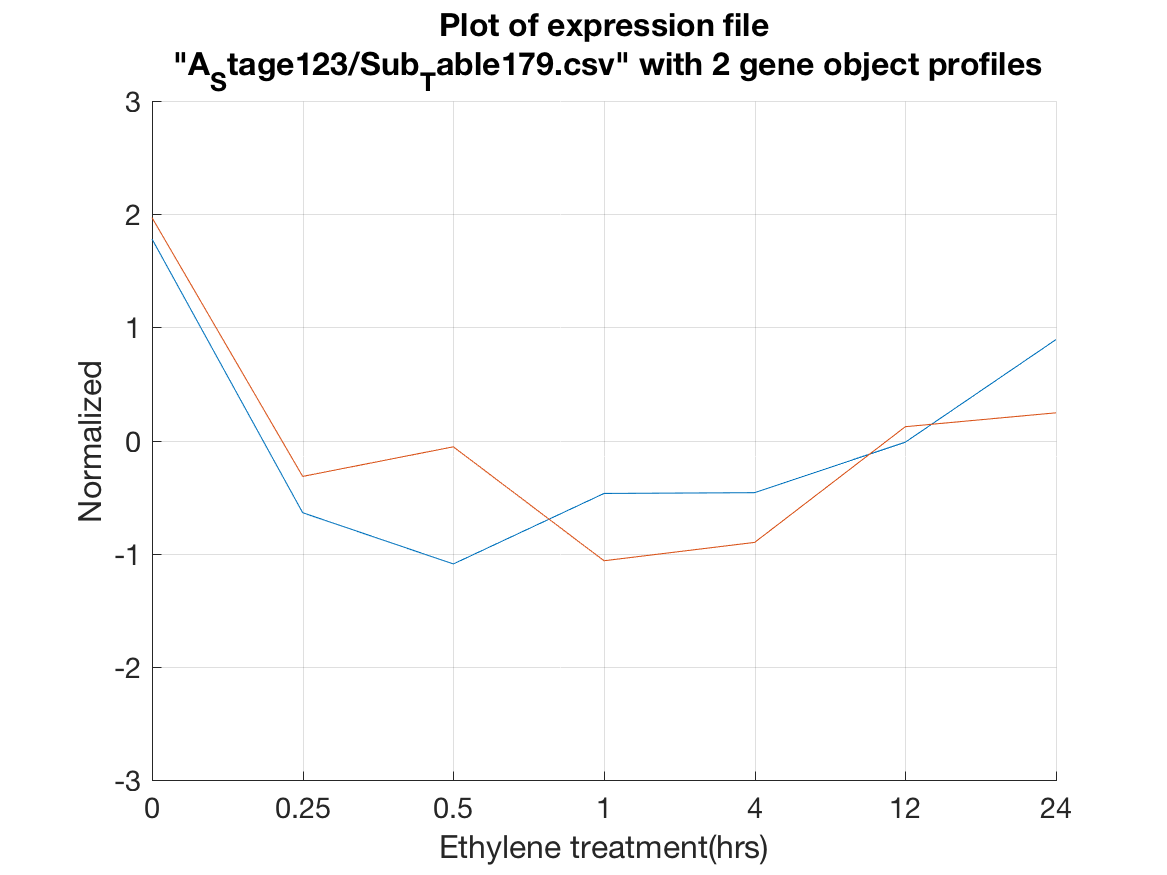 Plot of expression file
"A_Stage123/Sub_Table179.csv" with 2 gene object profiles
3
2
1
0
-1
-2
-3
Normalized
0 0.25 0.5 1 4 12 24
Ethylene treatment(hrs)